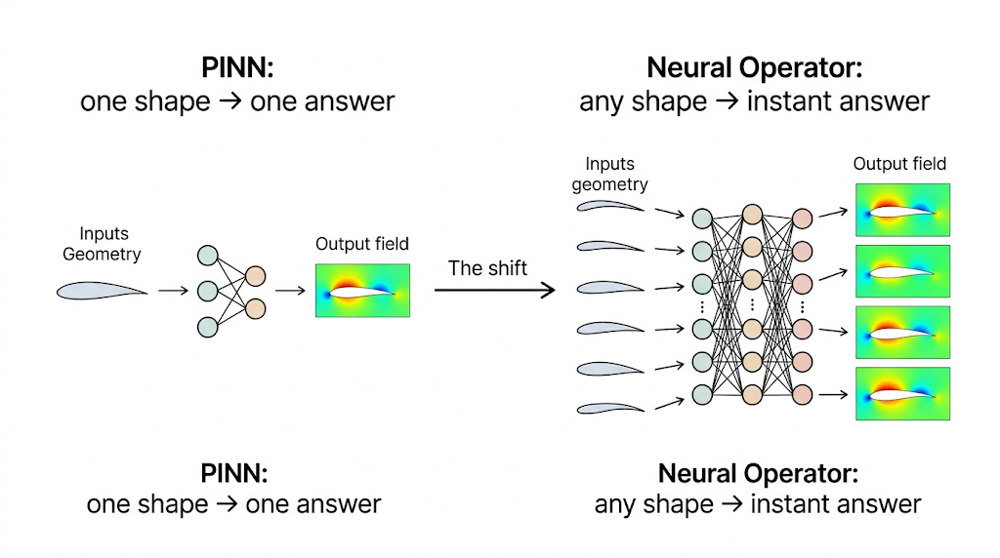 PINN:
one shape → one answer
Neural Operator:
any shape → instant answer
Inputs
Geometry
Output field
The shift
Inputs
geometry
Output field
PINN:
one shape → one answer
Neural Operator:
any shape → instant answer